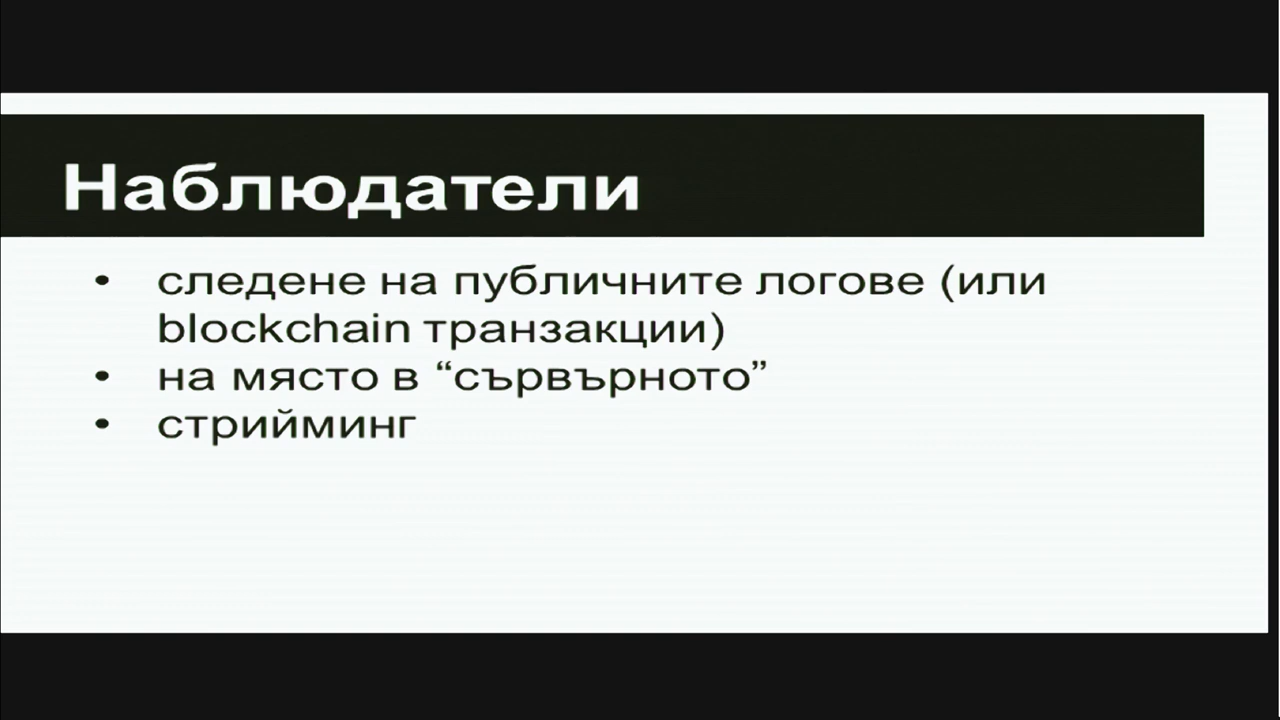 Наблюдатели
• следене на публичните логове (или
blockchain транзакции)
• на място в “сървърното”
• стрийминг